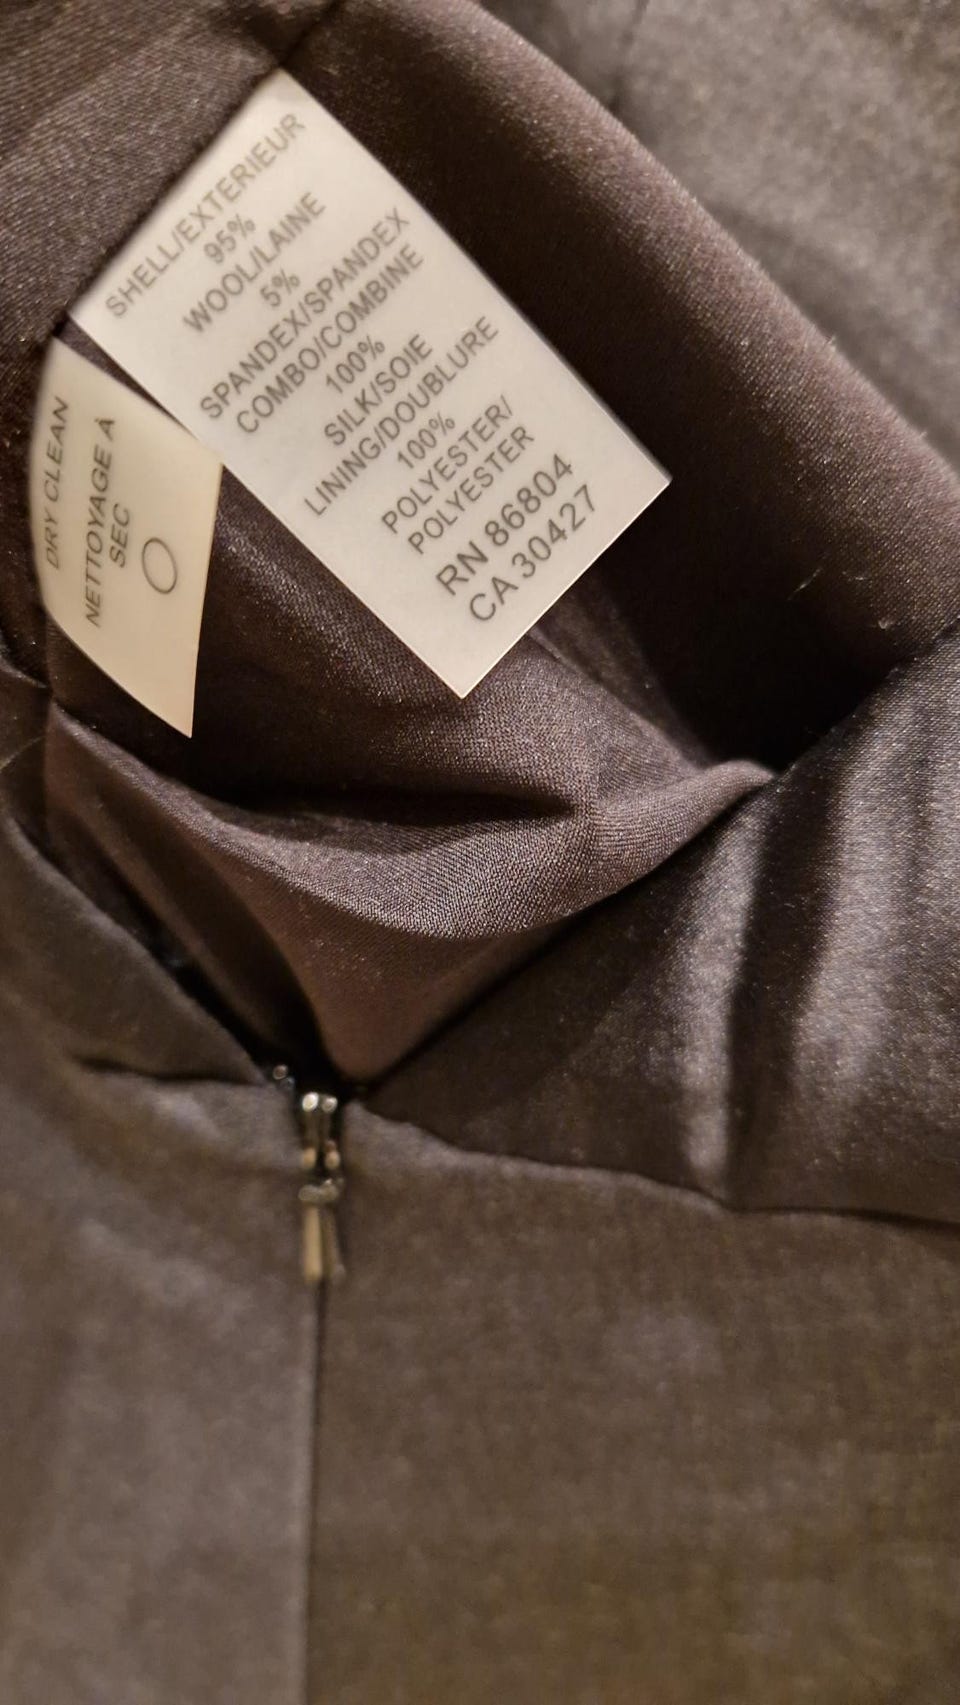 SHELL/EXTERIEUR
95%
WOOL/LAINE
5%
SPANDEX/SPANDEX
COMBO/COMBINE
100%
SILK/SOIE
LINING/DOUBLURE
100%
POLYESTER/
POLYESTER
RN 86804
CA 30427
DRY CLEAN
NETTOYAGE À
SEC